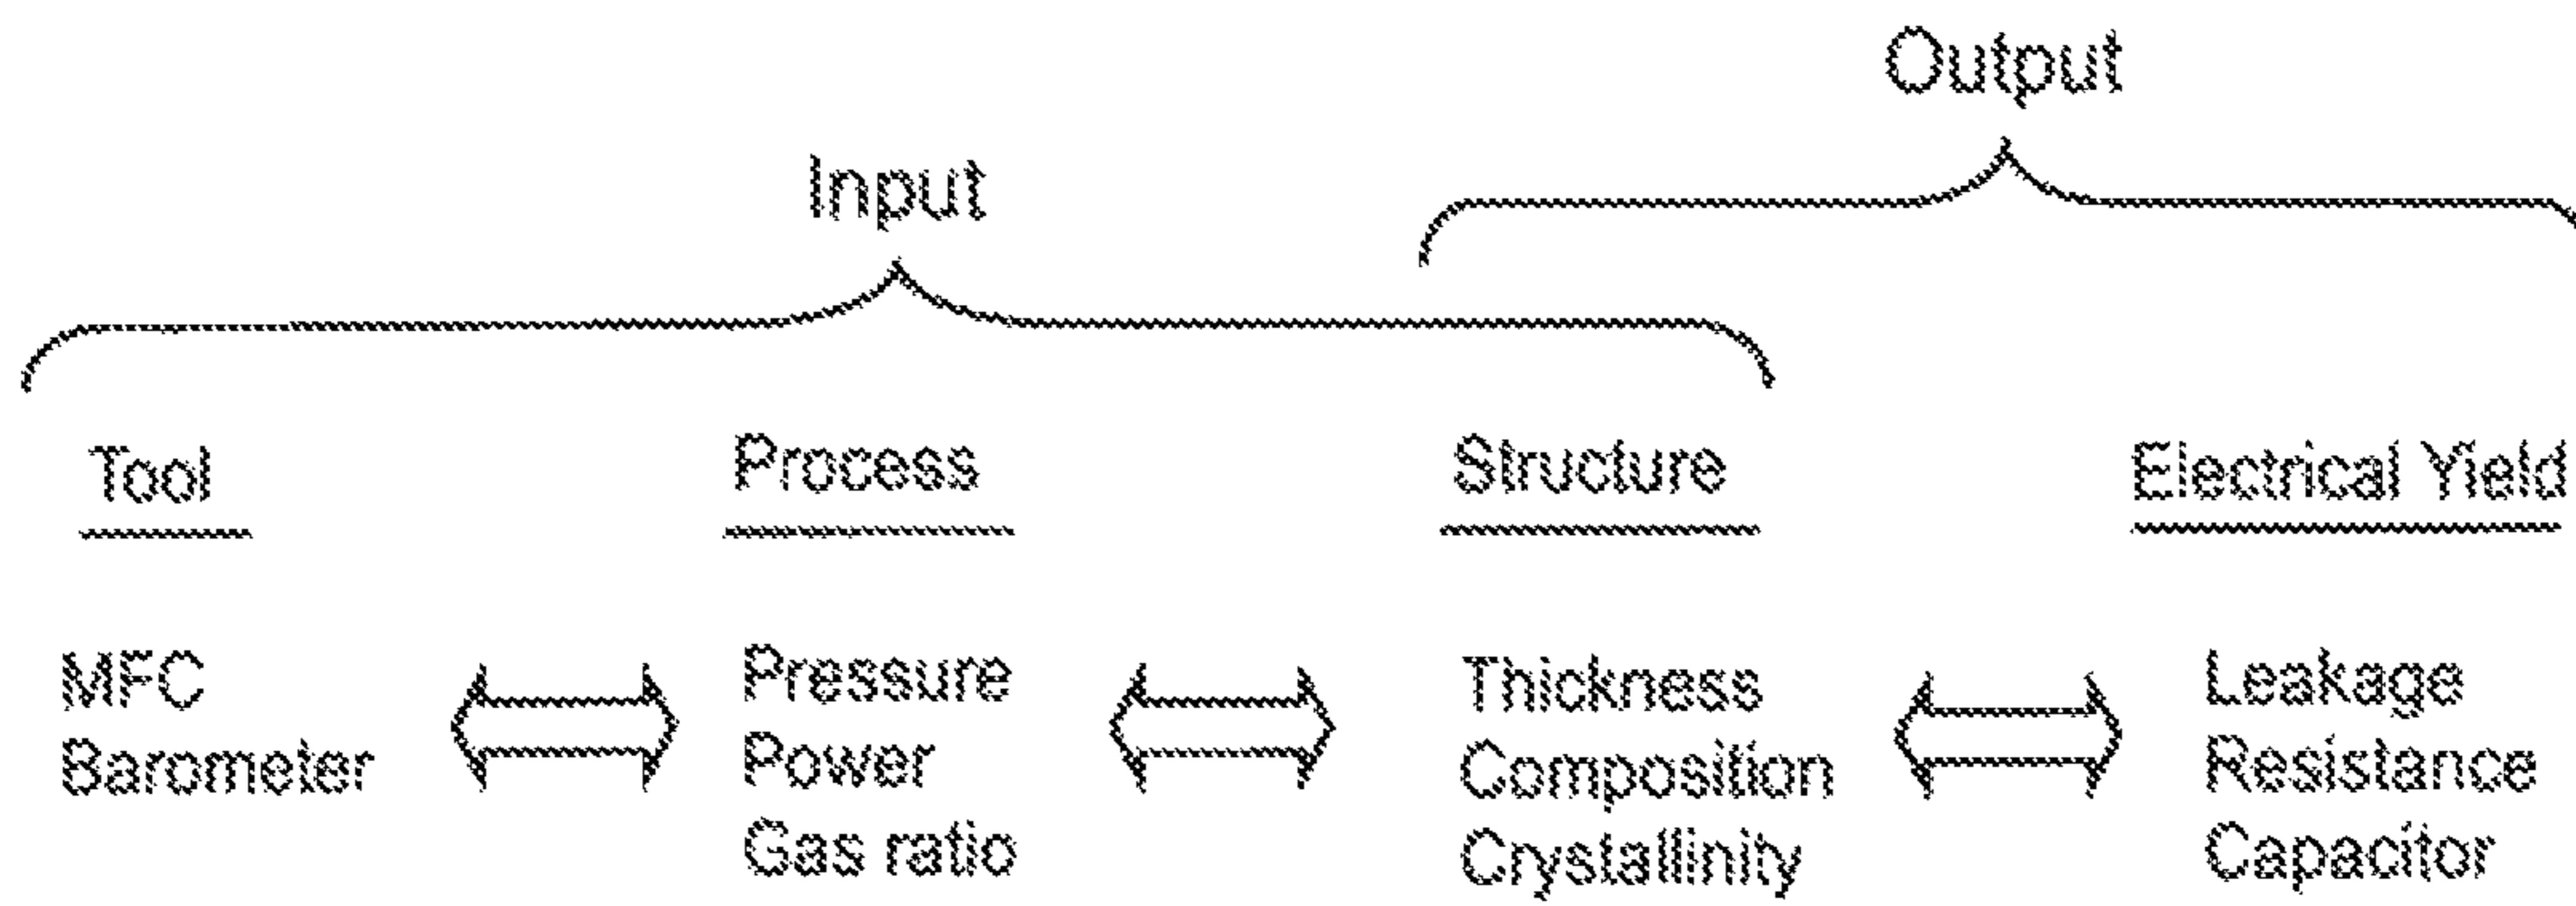 Output
Input
Tool
Process
Structure
Electrical Yield
MFC
Barometer
Pressure
Power
Gas ratio
Thickness
Composition
Crystallinity
Leakage
Resistance
Capacitor